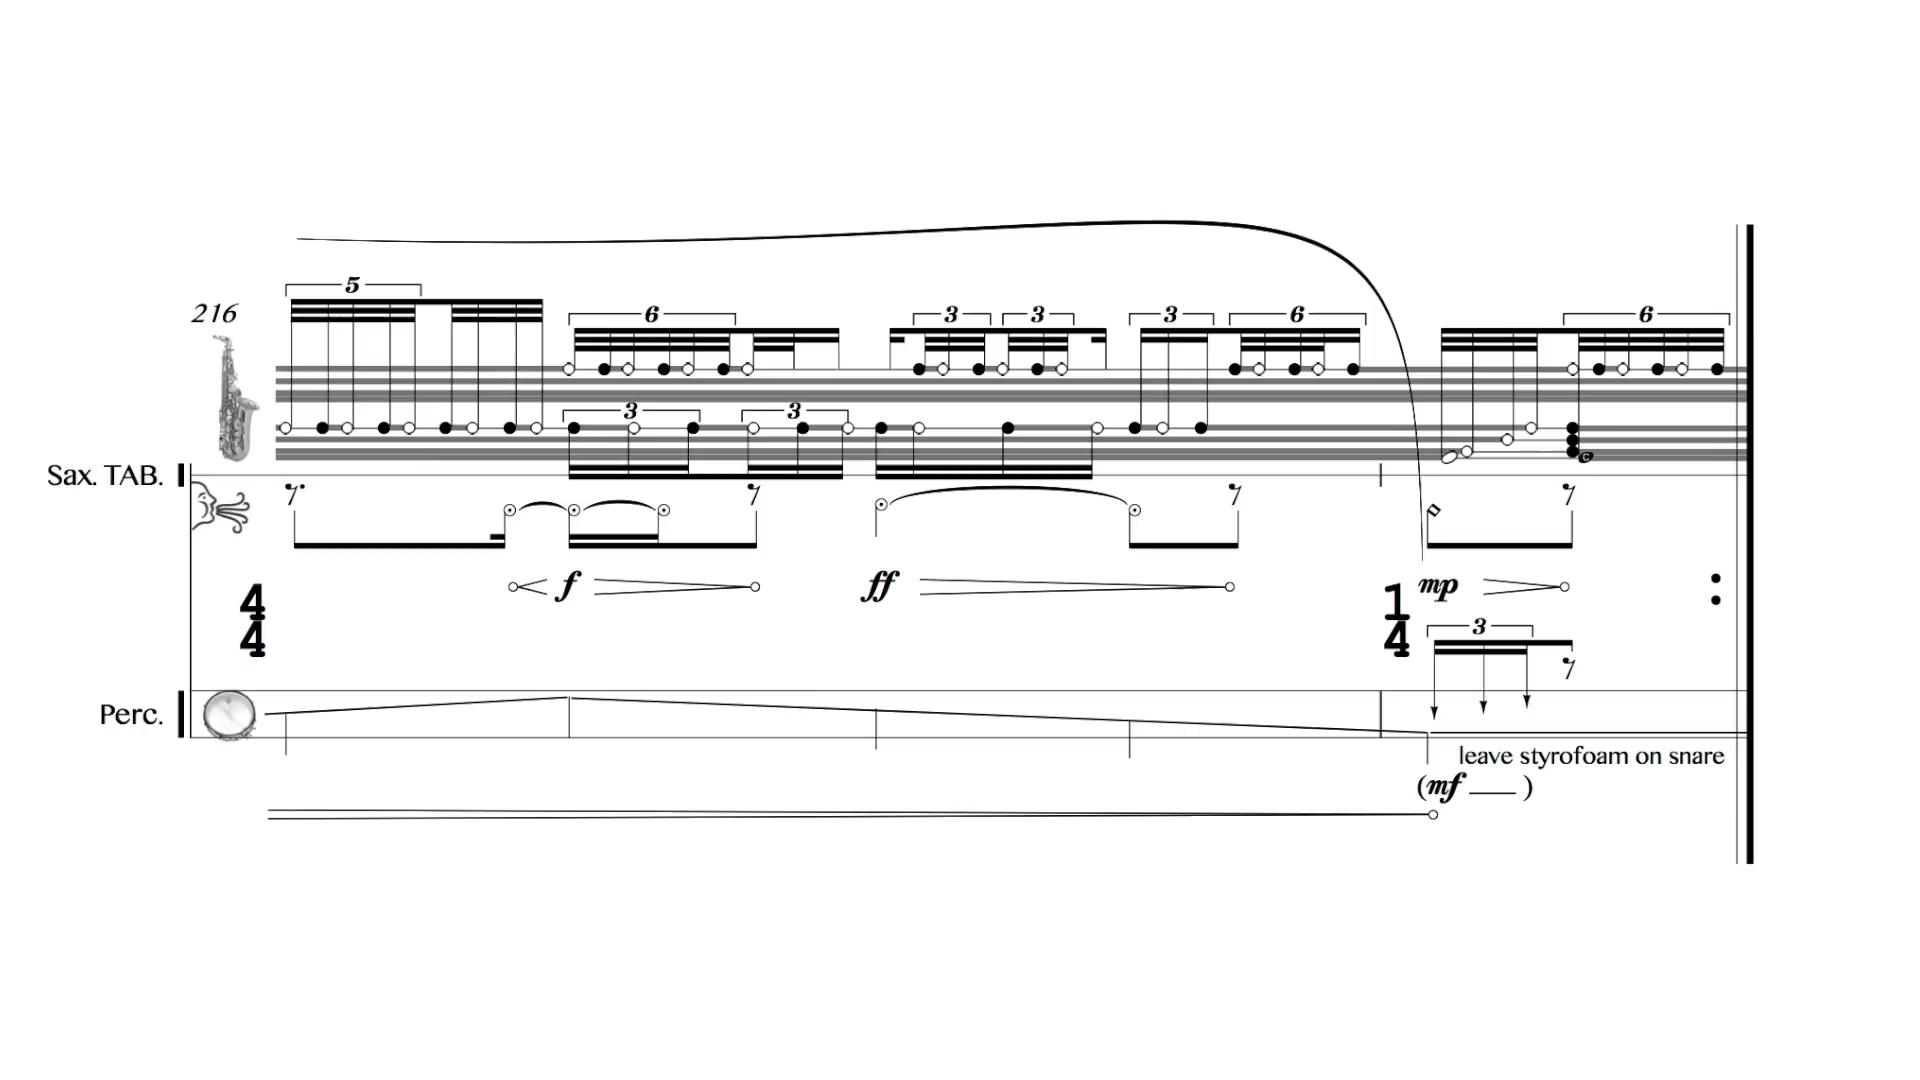 5
216
6 3 3 3 6 6
3 3
Sax. TAB.
f ff mp
4
4
1
4
3
Perc.
leave styrofoam on snare
(mf )